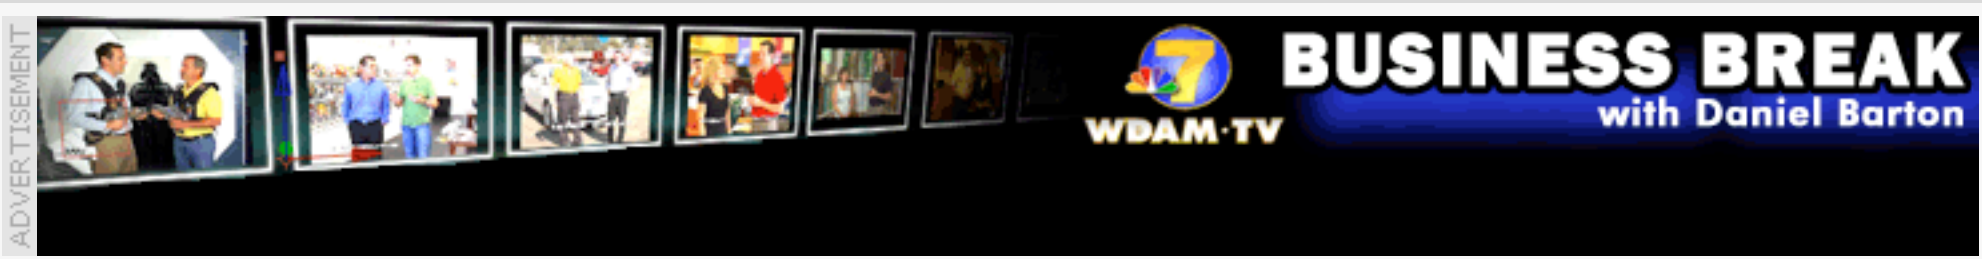 ADVERTISEMENT
7
WDAM·TV
BUSINESS BREAK
with Daniel Barton